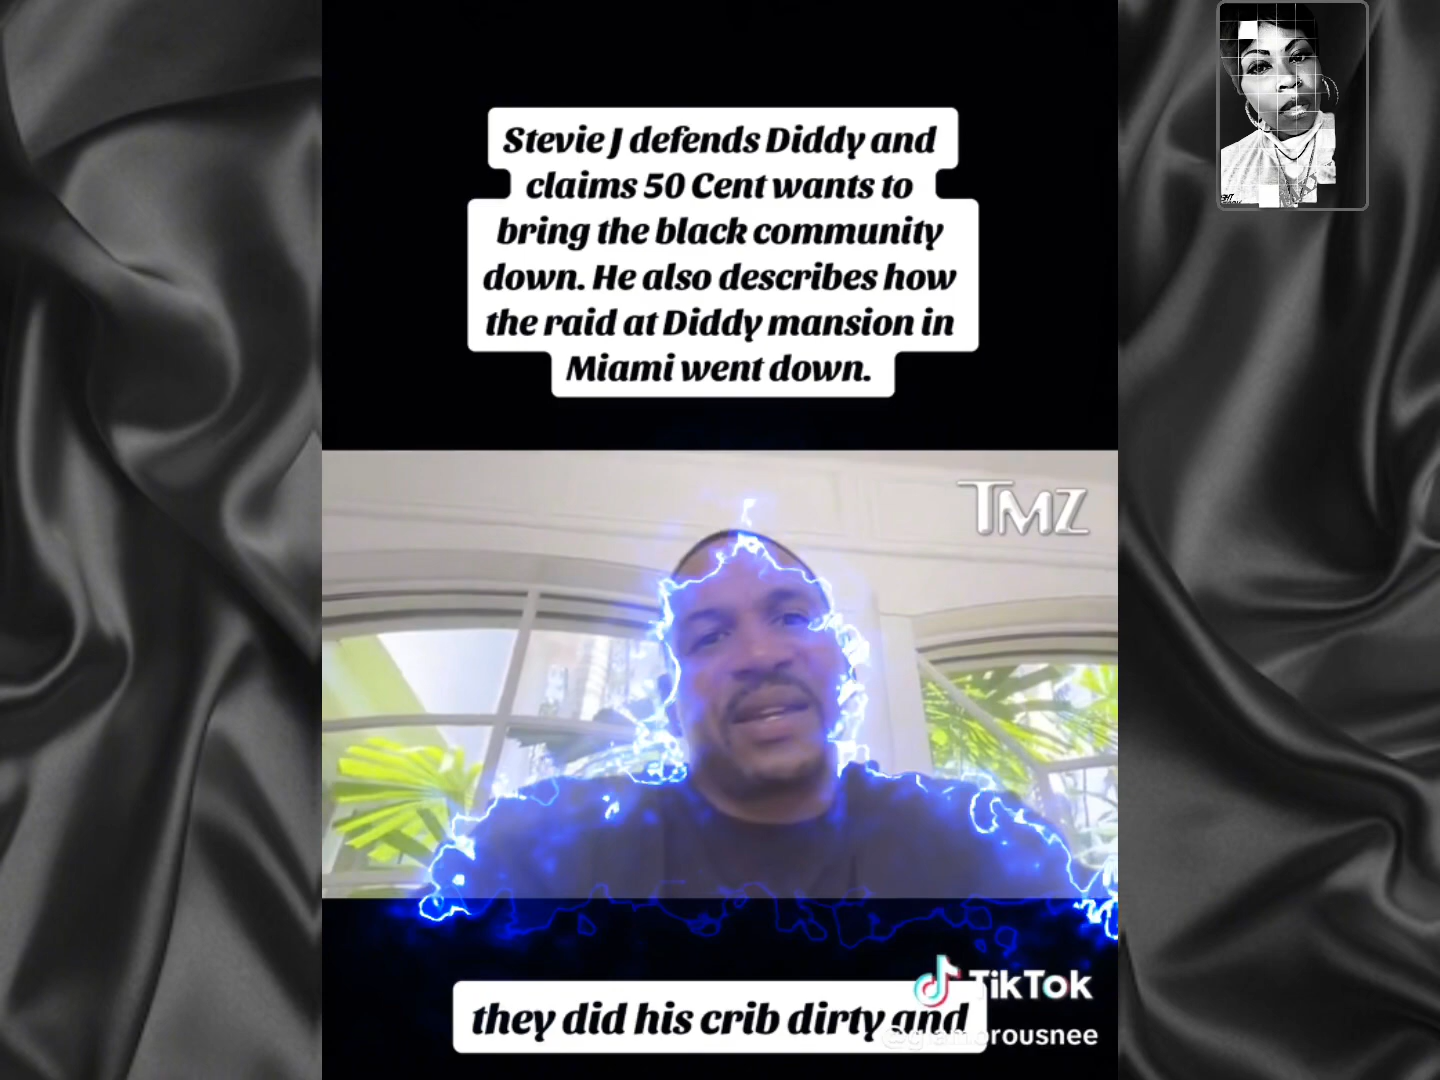 Stevie J defends Diddy and
claims 50 Cent wants to
bring the black community
down. He also describes how
the raid at Diddy mansion in
Miami went down.
TMZ
TikTok
they did his crib dirty and